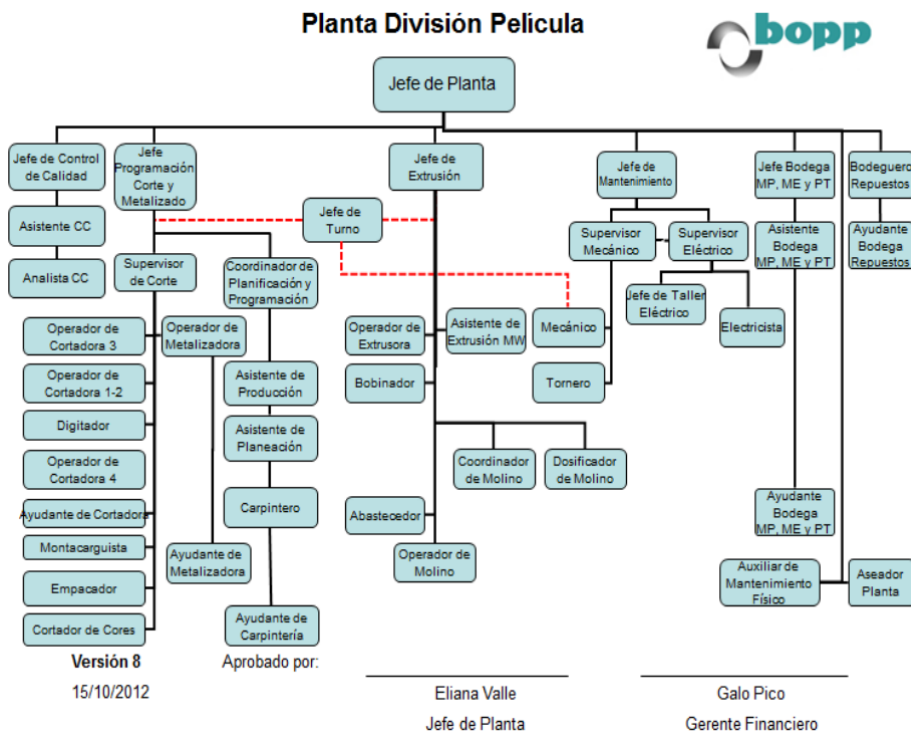 Planta División Película
bopp
Jefe de Planta
Jefe de Control
de Calidad
Jefe
Programación
Corte y
Metalizado
Jefe de
Extrusión
Jefe de
Mantenimiento
Jefe Bodega
MP, ME y PT
Bodeguero
Repuestos
Jefe de
Turno
Asistente CC
Supervisor
Mecánico
Supervisor
Eléctrico
Asistente
Bodega
MP, ME y PT
Ayudante
Bodega
Repuestos
Analista CC
Supervisor
de Corte
Coordinador de
Planificación y
Programación
Jefe de Taller
Eléctrico
Operador de
Cortadora 3
Operador de
Metalizadora
Operador de
Extrusora
Asistente de
Extrusión MW
Mecánico
Electricista
Operador de
Cortadora 1-2
Asistente de
Producción
Bobinador
Tornero
Digitador
Asistente de
Planeación
Operador de
Cortadora 4
Coordinador
de Molino
Dosificador
de Molino
Ayudante de Cortadora
Carpintero
Abastecedor
Ayudante
Bodega
MP, ME y PT
Montacarguista
Ayudante de
Metalizadora
Operador de
Molino
Empacador
Auxiliar de
Mantenimiento
Físico
Aseador
Planta
Cortador de Cores
Ayudante de
Carpintería
Versión 8
15/10/2012
Aprobado por:
Eliana Valle
Jefe de Planta
Galo Pico
Gerente Financiero